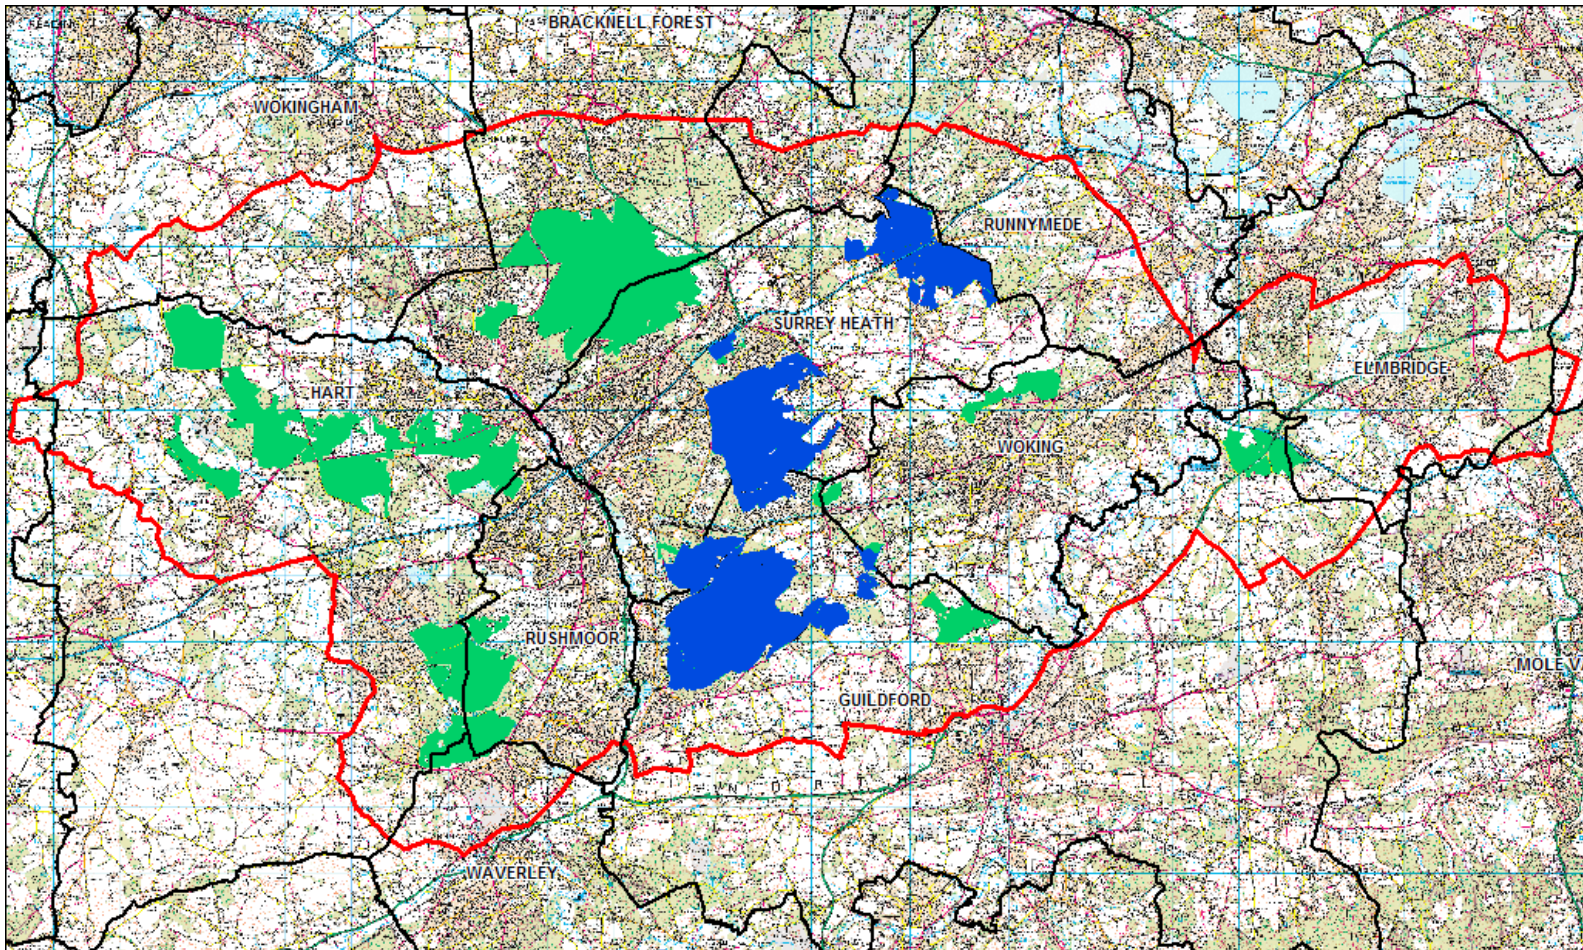 BRACKNELL FOREST
WOKINGHAM
RUNNYMEDE
SURREY HEATH
ELMBRIDGE
HART
WOKING
RUSHMOOR
MOLE V
GUILDFORD
WAVERLEY